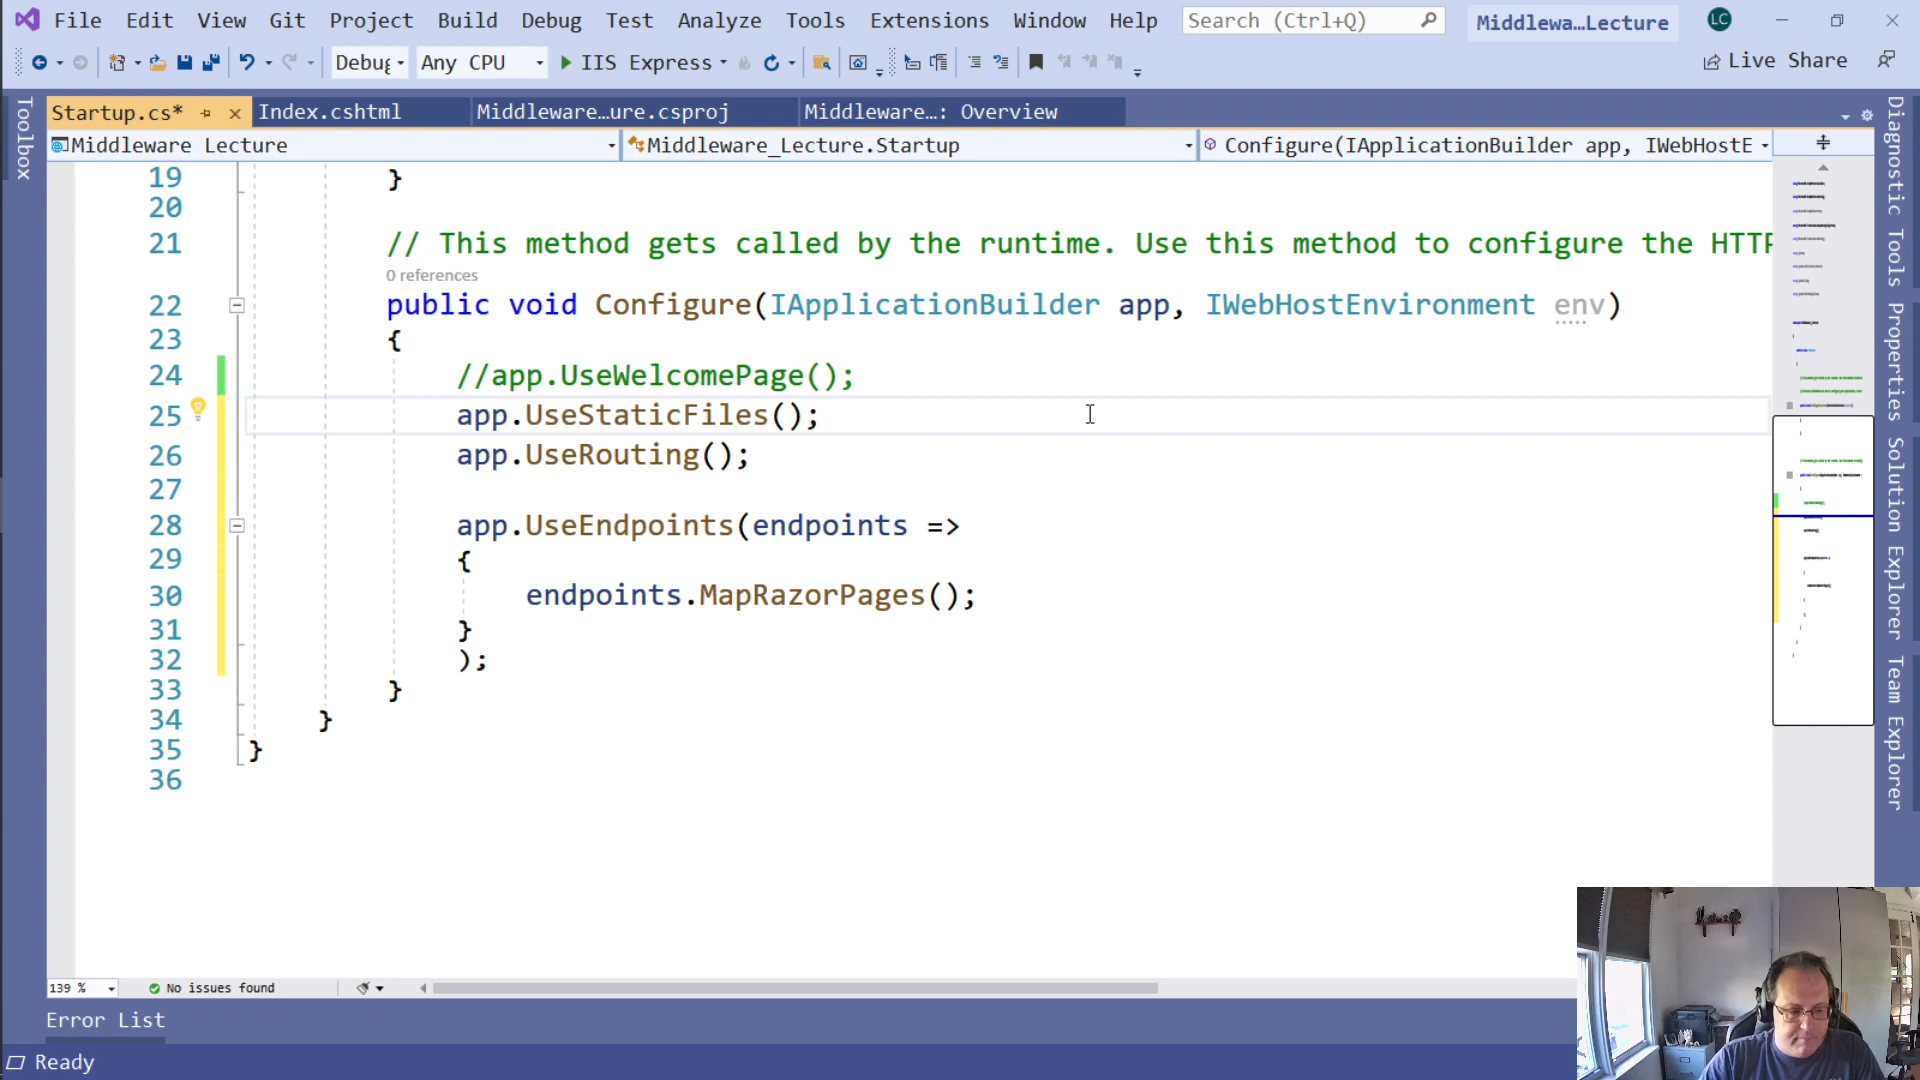 File Edit View Git Project Build Debug Test Analyze Tools Extensions Window Help Search (Ctrl+Q) Middlewa...Lecture LC
Debug Any CPU IIS Express Live Share
Startup.cs* Index.cshtml Middleware...ure.csproj Middleware...: Overview
Middleware Lecture Middleware_Lecture.Startup Configure(IApplicationBuilder app, IWebHostE
Toolbox
19 }
20
21 // This method gets called by the runtime. Use this method to configure the HTTP
0 references
22 public void Configure(IApplicationBuilder app, IWebHostEnvironment env)
23 {
24 //app.UseWelcomePage();
25 app.UseStaticFiles();
26 app.UseRouting();
27
28 app.UseEndpoints(endpoints =>
29 {
30 endpoints.MapRazorPages();
31 }
32 );
33 }
34 }
35 }
36
Diagnostic Tools
Properties
Solution Explorer
Team Explorer
139 % No issues found
Error List
Ready